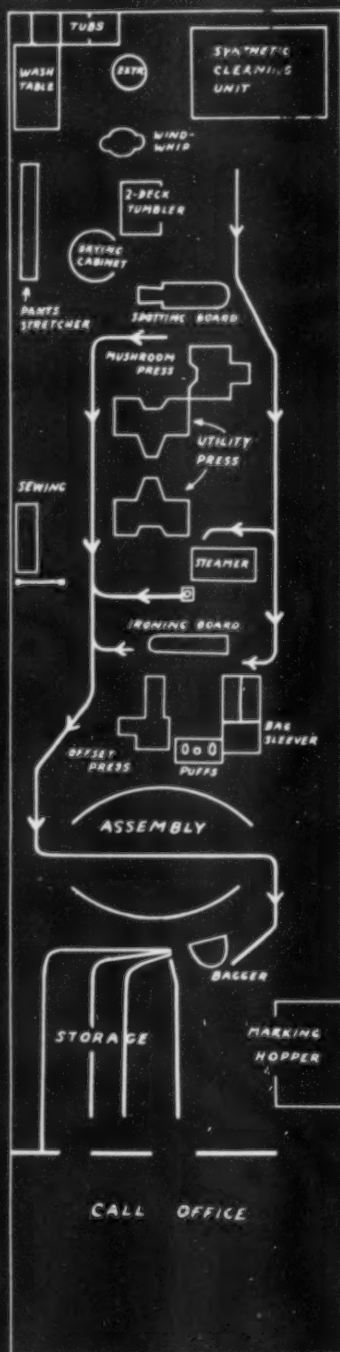 TUBS
WASH
TABLE
EXTR
SYNTHETIC
CLEANING
UNIT
WIND-
WHIP
2-DECK
TUMBLER
DRYING
CABINET
PANTS
STRETCHER
SPOTTING BOARD
MUSHROOM
PRESS
UTILITY
PRESS
SEWING
STEAMER
IRONING BOARD
BAG
SLEEVER
OFFSET
PRESS
PUFFS
ASSEMBLY
BAGGER
STORAGE
MARKING
HOPPER
CALL OFFICE